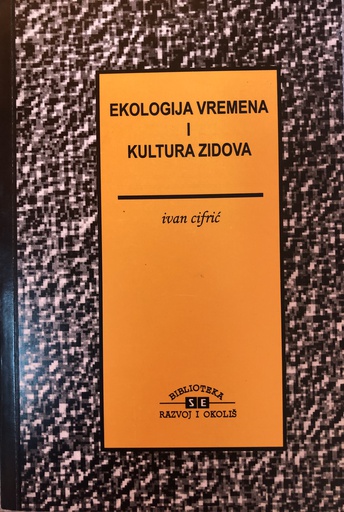 EKOLOGIJA VREMENA
I
KULTURA ZIDOVA
ivan cifrić
BIBLIOTEKA
SE
RAZVOJ I OKOLIŠ